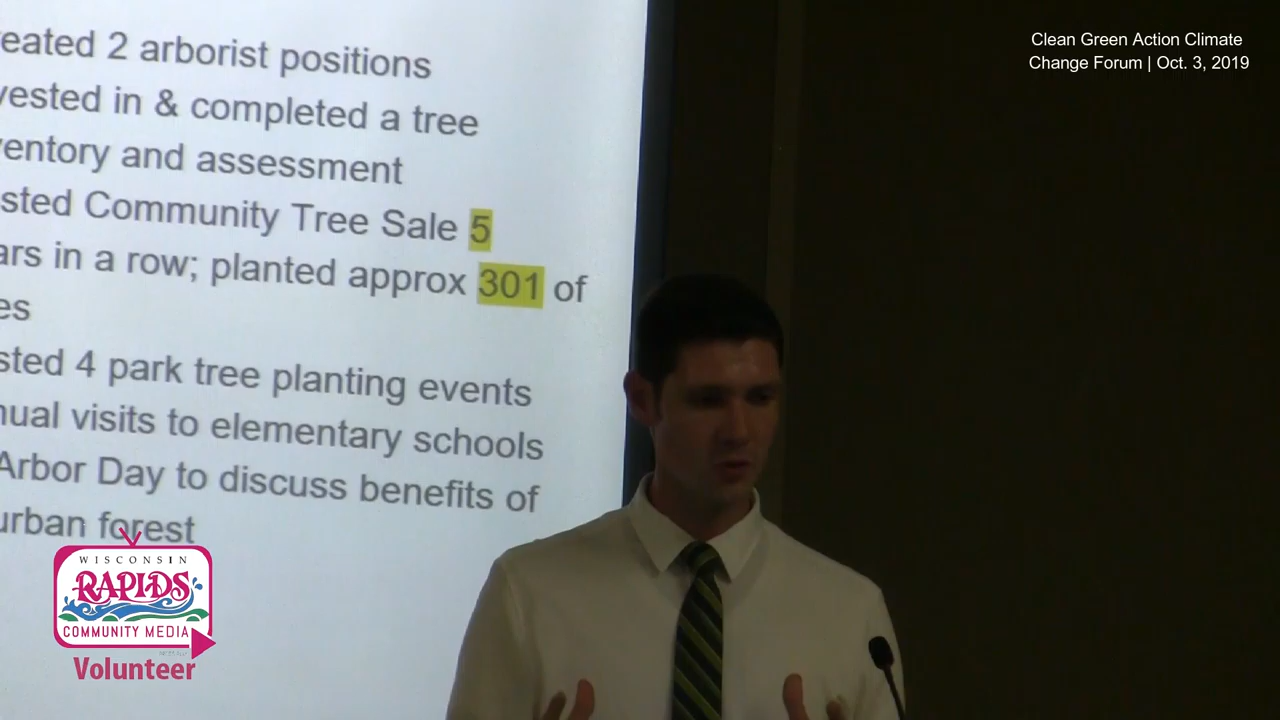 eated 2 arborist positions
vested in & completed a tree
ventory and assessment
sted Community Tree Sale 5
ars in a row; planted approx 301 of
es
sted 4 park tree planting events
nual visits to elementary schools
Arbor Day to discuss benefits of
urban forest
Clean Green Action Climate
Change Forum | Oct. 3, 2019
WISCONSIN
RAPIDS
COMMUNITY MEDIA
Volunteer